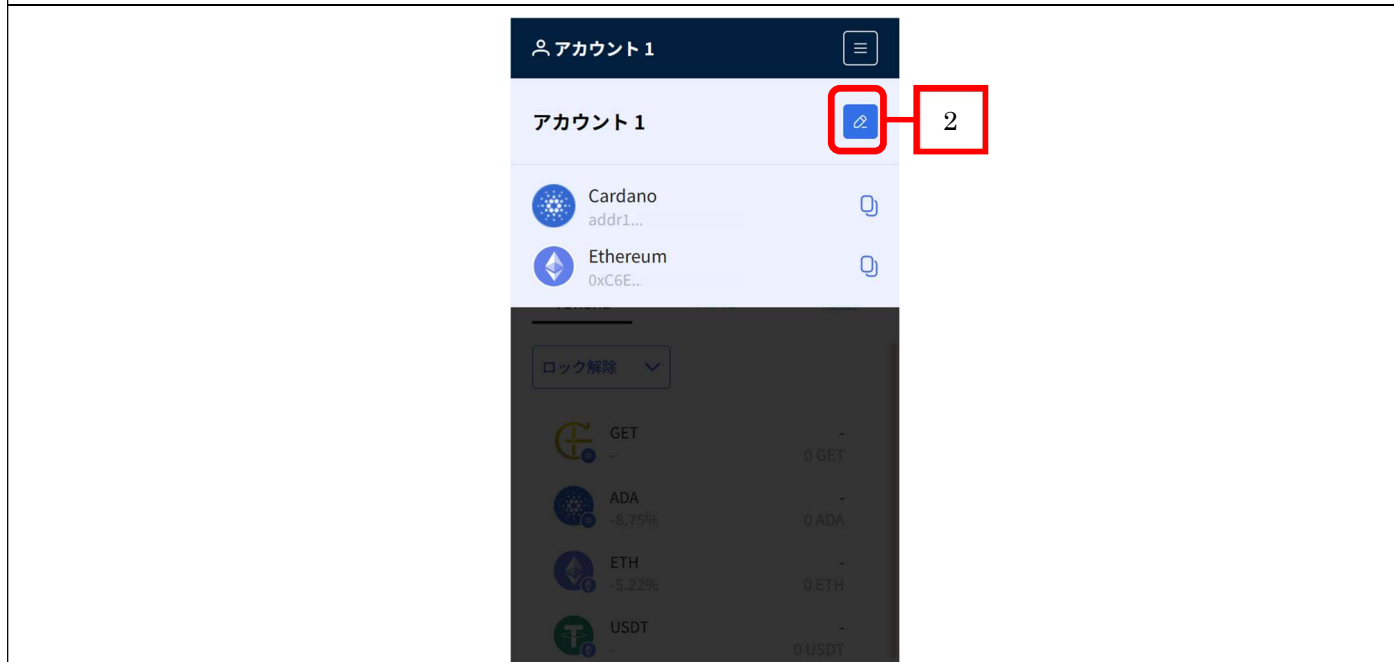 アカウント 1
アカウント 1
2
Cardano
addr1...
Ethereum
0xC6E...
ロック解除
GET
-
-
0 GET
ADA
-
-8.75%
0 ADA
ETH
-
-5.22%
0 ETH
USDT
-
-
0 USDT